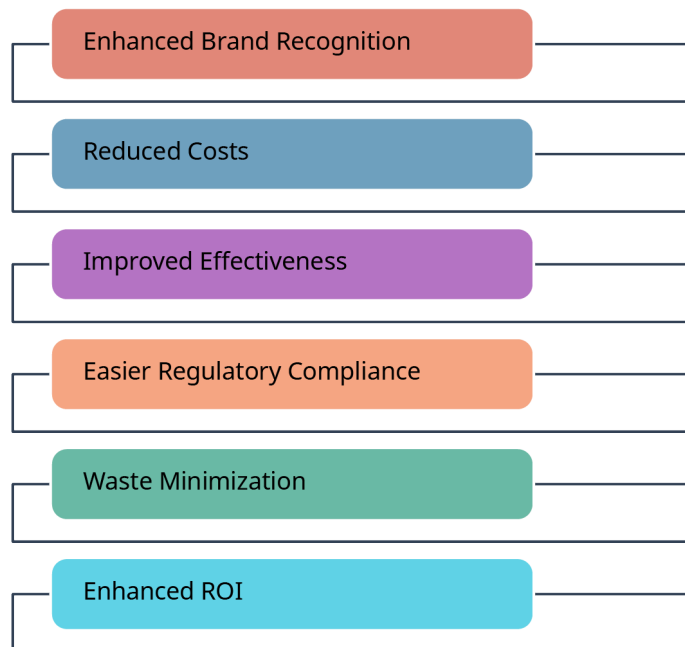 Enhanced Brand Recognition
Reduced Costs
Improved Effectiveness
Easier Regulatory Compliance
Waste Minimization
Enhanced ROI